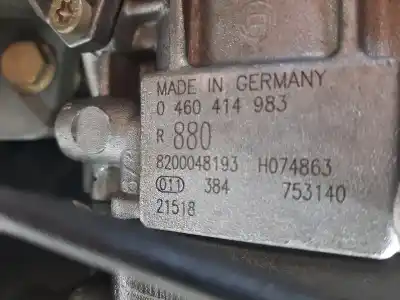 MADE IN GERMANY
0 460 414 983
R 880
8200048193 H074863
011 384 753140
21518